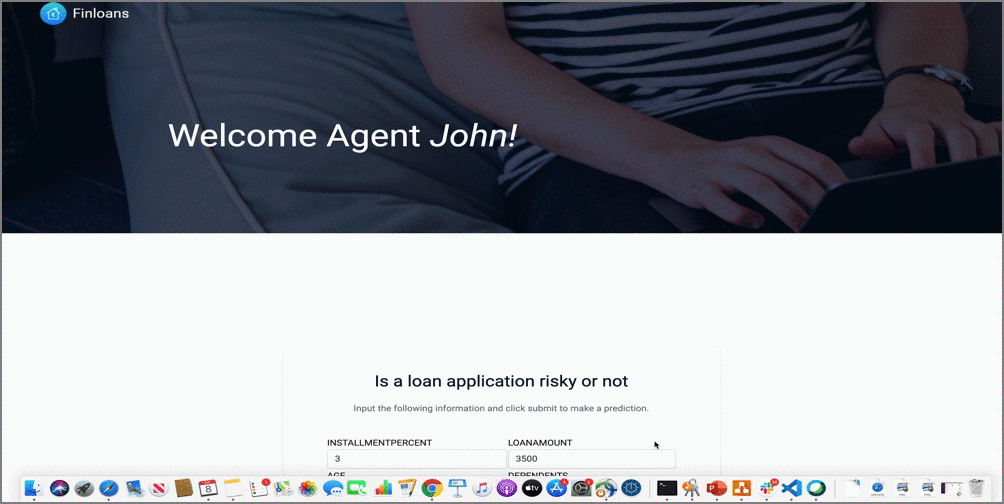 Finloans
Welcome Agent John!
Is a loan application risky or not
Input the following information and click submit to make a prediction.
INSTALLMENTPERCENT LOANAMOUNT
3 3500
AGE DEPENDENTS
8